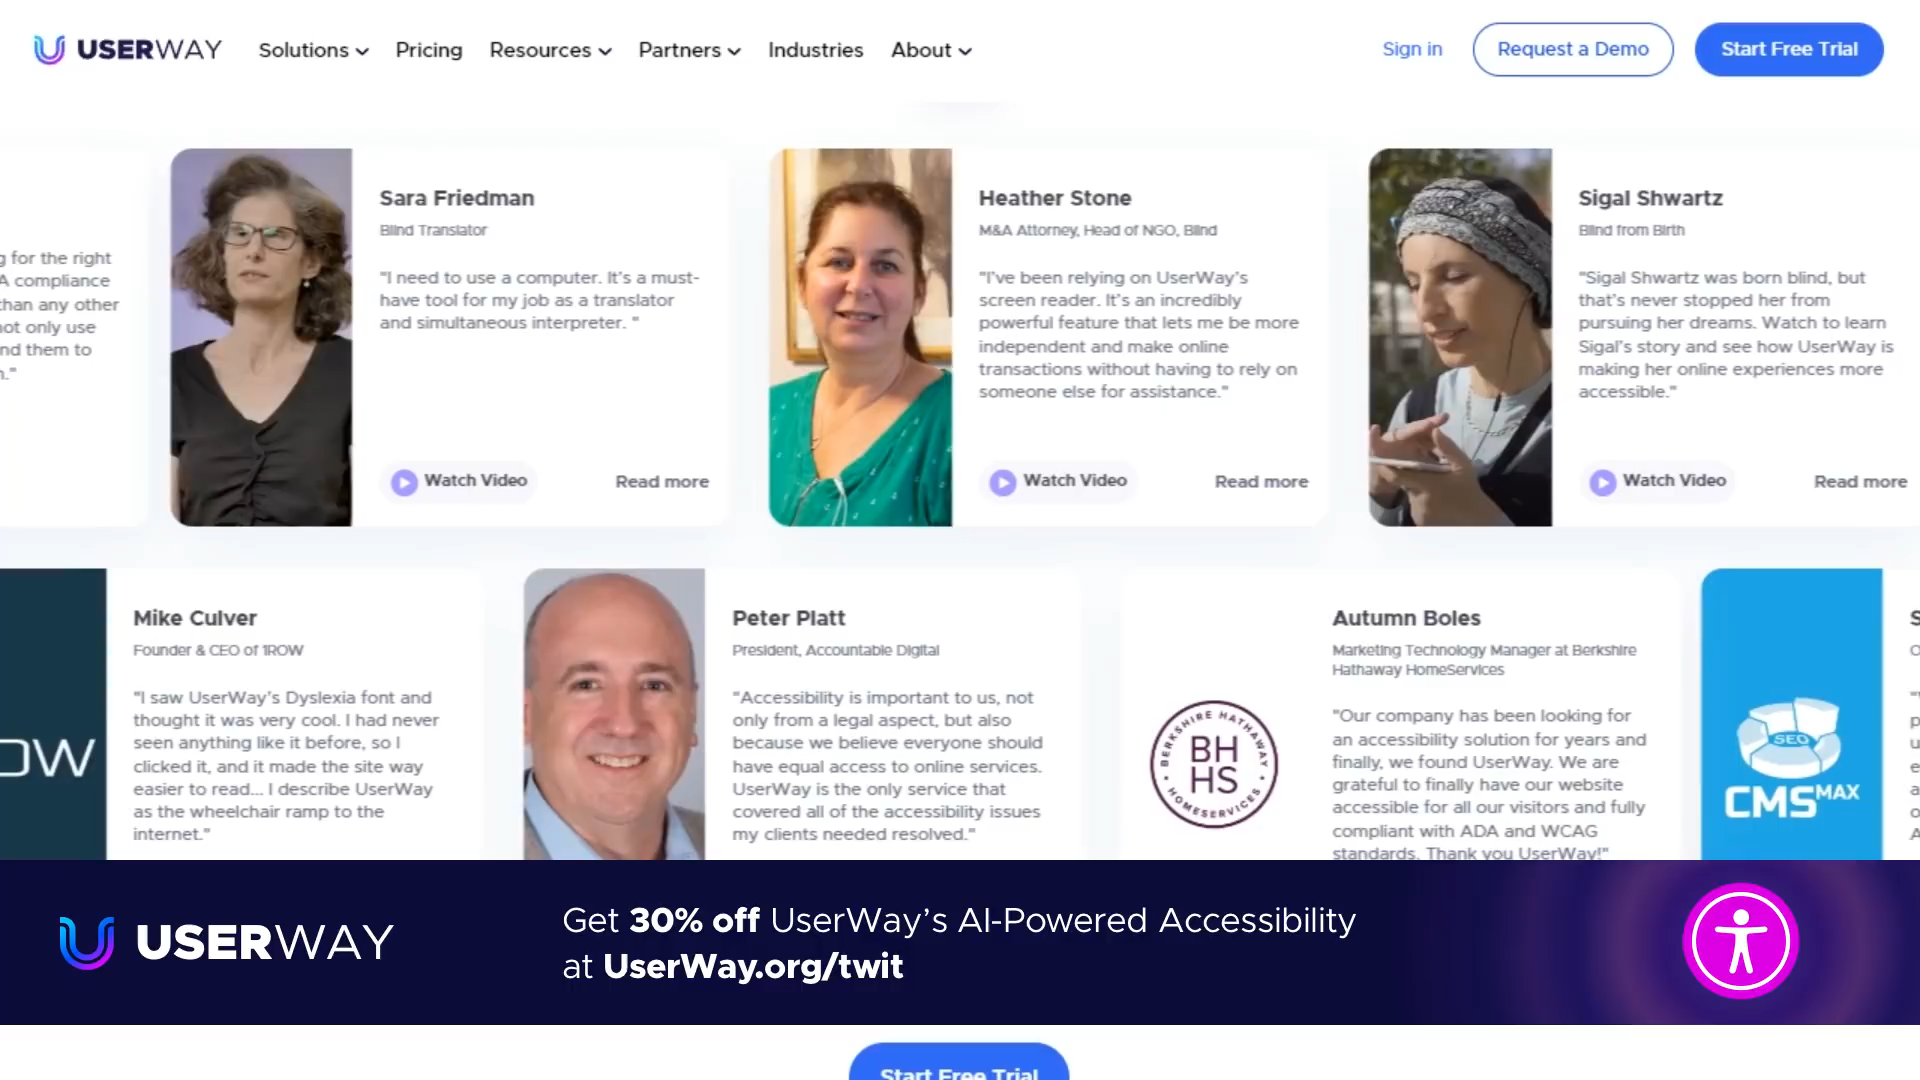 USERWAY
Solutions
Pricing
Resources
Partners
Industries
About
Sign in
Request a Demo
Start Free Trial
g for the right
A compliance
than any other
not only use
nd them to
."
Sara Friedman
Blind Translator
"I need to use a computer. It's a must-
have tool for my job as a translator
and simultaneous interpreter. "
Watch Video
Read more
Heather Stone
M&A Attorney, Head of NGO, Blind
"I've been relying on UserWay's
screen reader. It's an incredibly
powerful feature that lets me be more
independent and make online
transactions without having to rely on
someone else for assistance."
Watch Video
Read more
Sigal Shwartz
Blind from Birth
"Sigal Shwartz was born blind, but
that's never stopped her from
pursuing her dreams. Watch to learn
Sigal's story and see how UserWay is
making her online experiences more
accessible."
Watch Video
Read more
OW
Mike Culver
Founder & CEO of 1ROW
"I saw UserWay's Dyslexia font and
thought it was very cool. I had never
seen anything like it before, so I
clicked it, and it made the site way
easier to read... I describe UserWay
as the wheelchair ramp to the
internet."
Peter Platt
President, Accountable Digital
"Accessibility is important to us, not
only from a legal aspect, but also
because we believe everyone should
have equal access to online services.
UserWay is the only service that
covered all of the accessibility issues
my clients needed resolved."
BERKSHIRE HATHAWAY
BH
HS
HOMESERVICES
Autumn Boles
Marketing Technology Manager at Berkshire
Hathaway HomeServices
"Our company has been looking for
an accessibility solution for years and
finally, we found UserWay. We are
grateful to finally have our website
accessible for all our visitors and fully
compliant with ADA and WCAG
standards. Thank you UserWay!"
SEO
CMSMAX
USERWAY
Get 30% off UserWay's AI-Powered Accessibility
at UserWay.org/twit
Start Free Trial